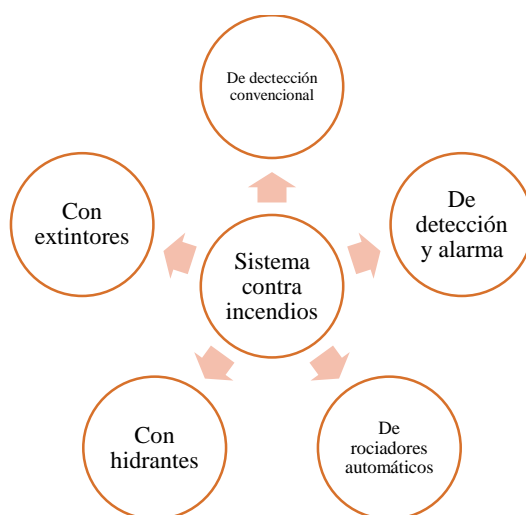 De dectección
convencional
De
detección
y alarma
De
rociadores
automáticos
Con
hidrantes
Con
extintores
Sistema
contra
incendios